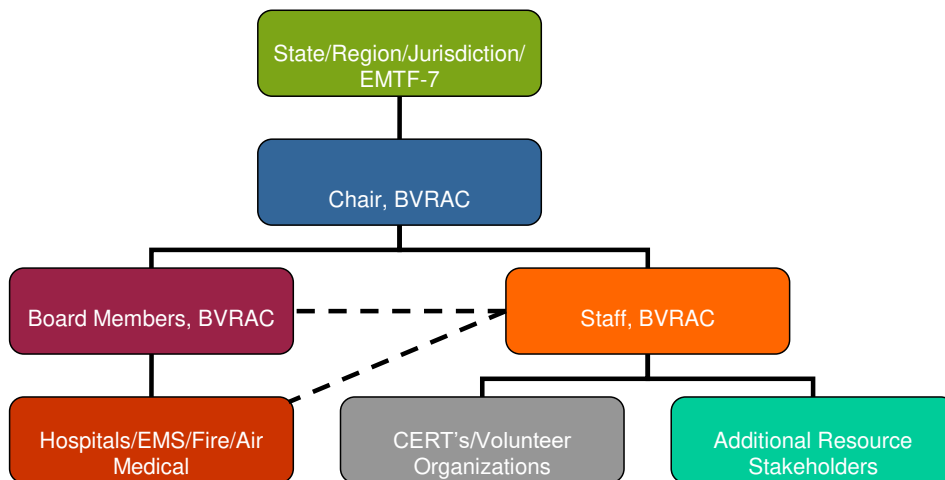 State/Region/Jurisdiction/
EMTF-7
Chair, BVRAC
Board Members, BVRAC
Staff, BVRAC
Hospitals/EMS/Fire/Air
Medical
CERT’s/Volunteer
Organizations
Additional Resource
Stakeholders